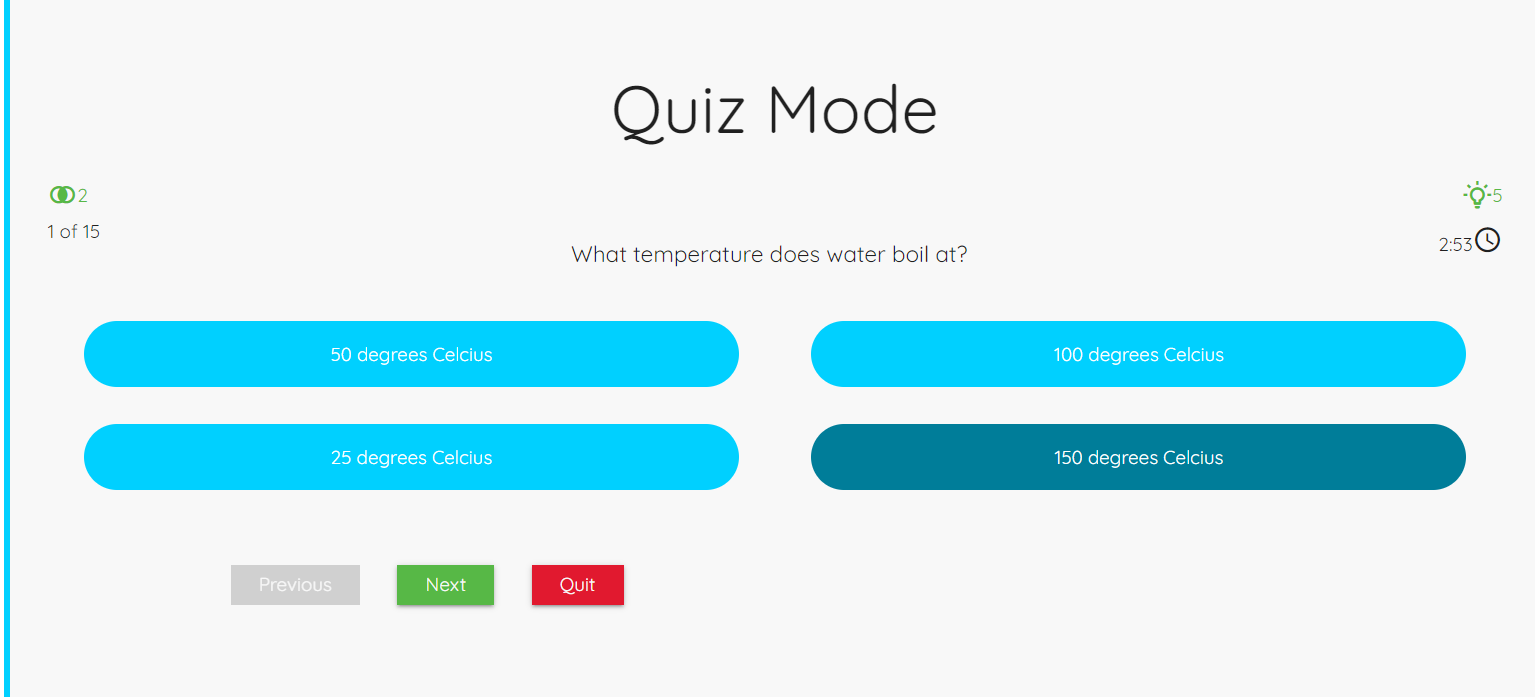 Quiz Mode
2
5
1 of 15
2:53
What temperature does water boil at?
50 degrees Celcius
100 degrees Celcius
25 degrees Celcius
150 degrees Celcius
Previous
Next
Quit